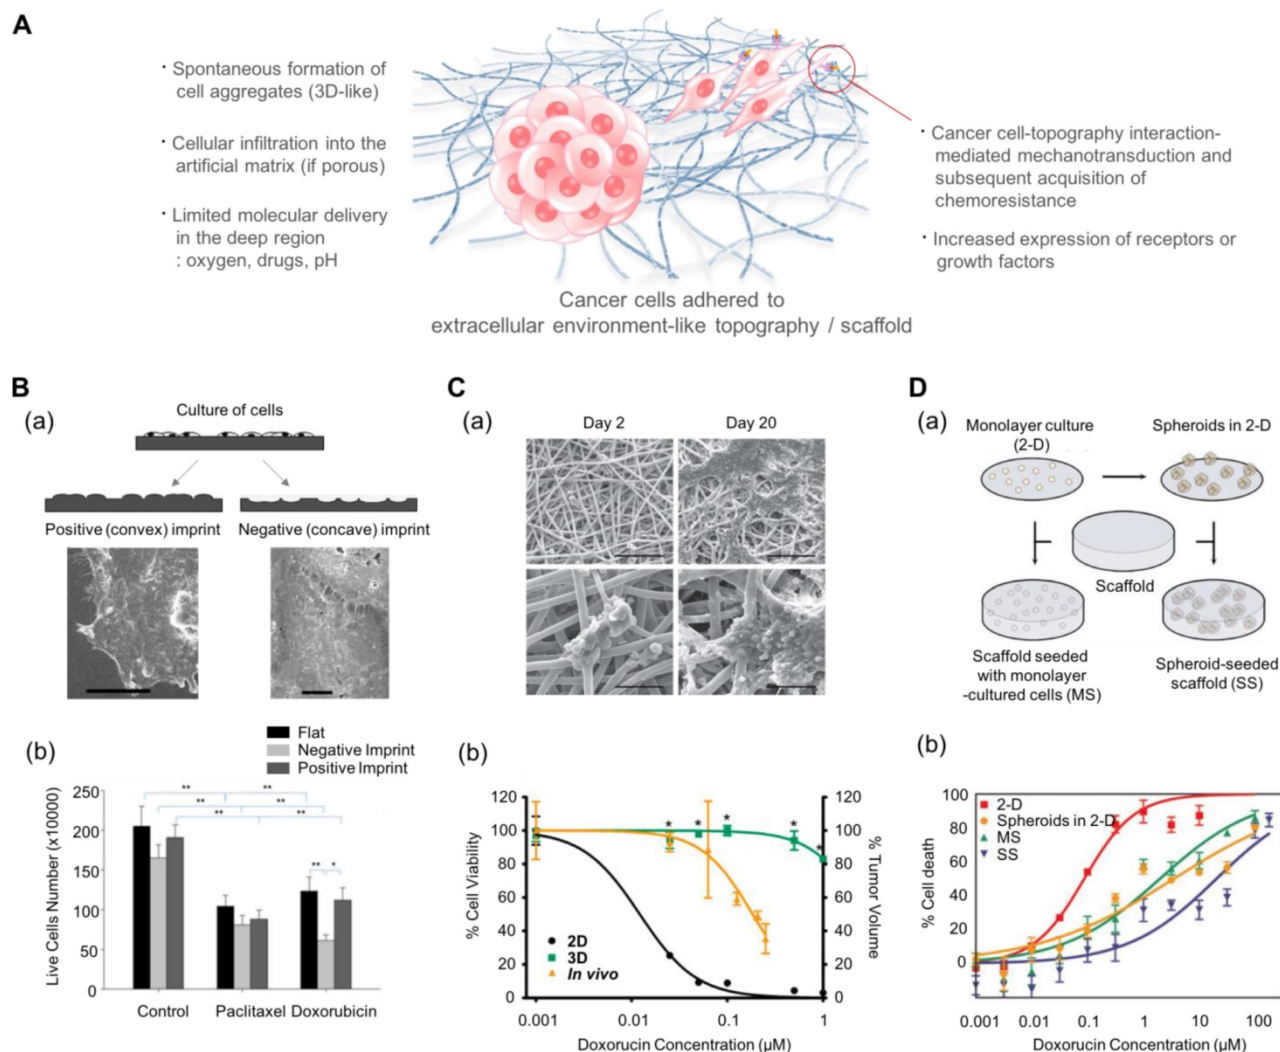 A
· Spontaneous formation of
cell aggregates (3D-like)
· Cellular infiltration into the
artificial matrix (if porous)
· Limited molecular delivery
in the deep region
: oxygen, drugs, pH
· Cancer cell-topography interaction-
mediated mechanotransduction and
subsequent acquisition of
chemoresistance
· Increased expression of receptors or
growth factors
Cancer cells adhered to
extracellular environment-like topography / scaffold
B
(a)
Culture of cells
Positive (convex) imprint
Negative (concave) imprint
(b)
Flat
Negative Imprint
Positive Imprint
Live Cells Number (x10000)
250
200
150
100
50
0
** **
** **
** **
** *
Control
Paclitaxel
Doxorubicin
C
(a)
Day 2
Day 20
(b)
% Cell Viability
120
100
80
60
40
20
0
* * * * *
2D
3D
In vivo
120
100
80
60
40
20
0
% Tumor Volume
0.001
0.01
0.1
1
Doxorucin Concentration (µM)
D
(a)
Monolayer culture
(2-D)
Spheroids in 2-D
Scaffold
Scaffold seeded
with monolayer
-cultured cells (MS)
Spheroid-seeded
scaffold (SS)
(b)
% Cell death
100
80
60
40
20
0
2-D
Spheroids in 2-D
MS
SS
0.001
0.01
0.1
1
10
100
Doxorucin Concentration (µM)